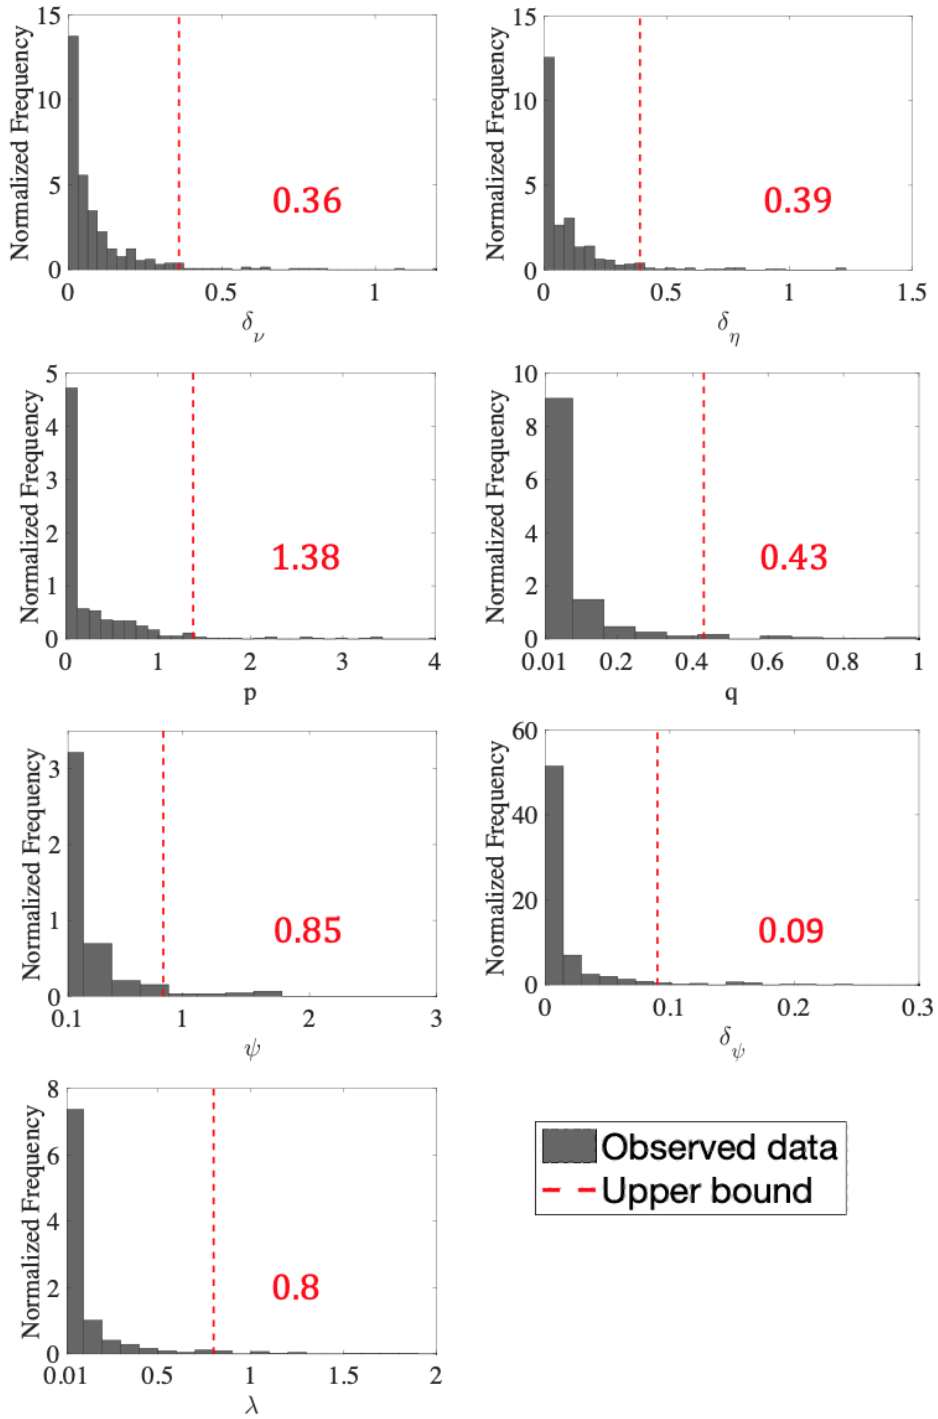 15
10
5
0
Normalized Frequency
0.36
0 0.5 1
δν
15
10
5
0
Normalized Frequency
0.39
0 0.5 1 1.5
δη
5
4
3
2
1
0
Normalized Frequency
1.38
0 1 2 3 4
p
10
8
6
4
2
0
Normalized Frequency
0.43
0.01 0.2 0.4 0.6 0.8 1
q
3
2
1
0
Normalized Frequency
0.85
0.1 1 2 3
ψ
60
40
20
0
Normalized Frequency
0.09
0 0.1 0.2 0.3
δψ
8
6
4
2
0
Normalized Frequency
0.8
0.01 0.5 1 1.5 2
λ
Observed data
Upper bound